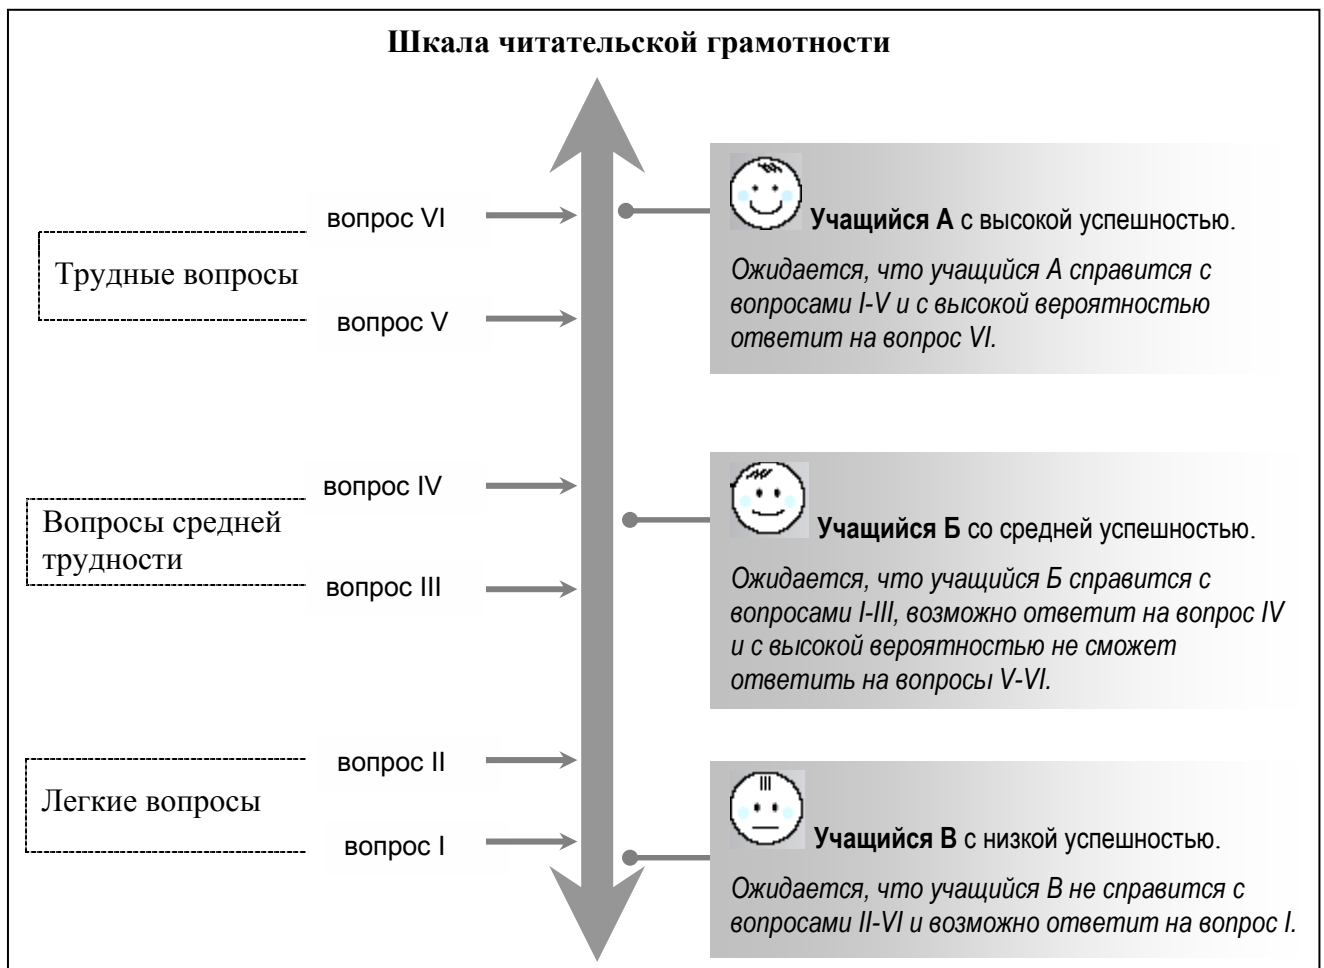 Шкала читательской грамотности
вопрос VI
Трудные вопросы
вопрос V
Учащийся А с высокой успешностью.
Ожидается, что учащийся А справится с
вопросами I-V и с высокой вероятностью
ответит на вопрос VI.
вопрос IV
Вопросы средней
трудности
вопрос III
Учащийся Б со средней успешностью.
Ожидается, что учащийся Б справится с
вопросами I-III, возможно ответит на вопрос IV
и с высокой вероятностью не сможет
ответить на вопросы V-VI.
вопрос II
Легкие вопросы
вопрос I
Учащийся В с низкой успешностью.
Ожидается, что учащийся В не справится с
вопросами II-VI и возможно ответит на вопрос I.